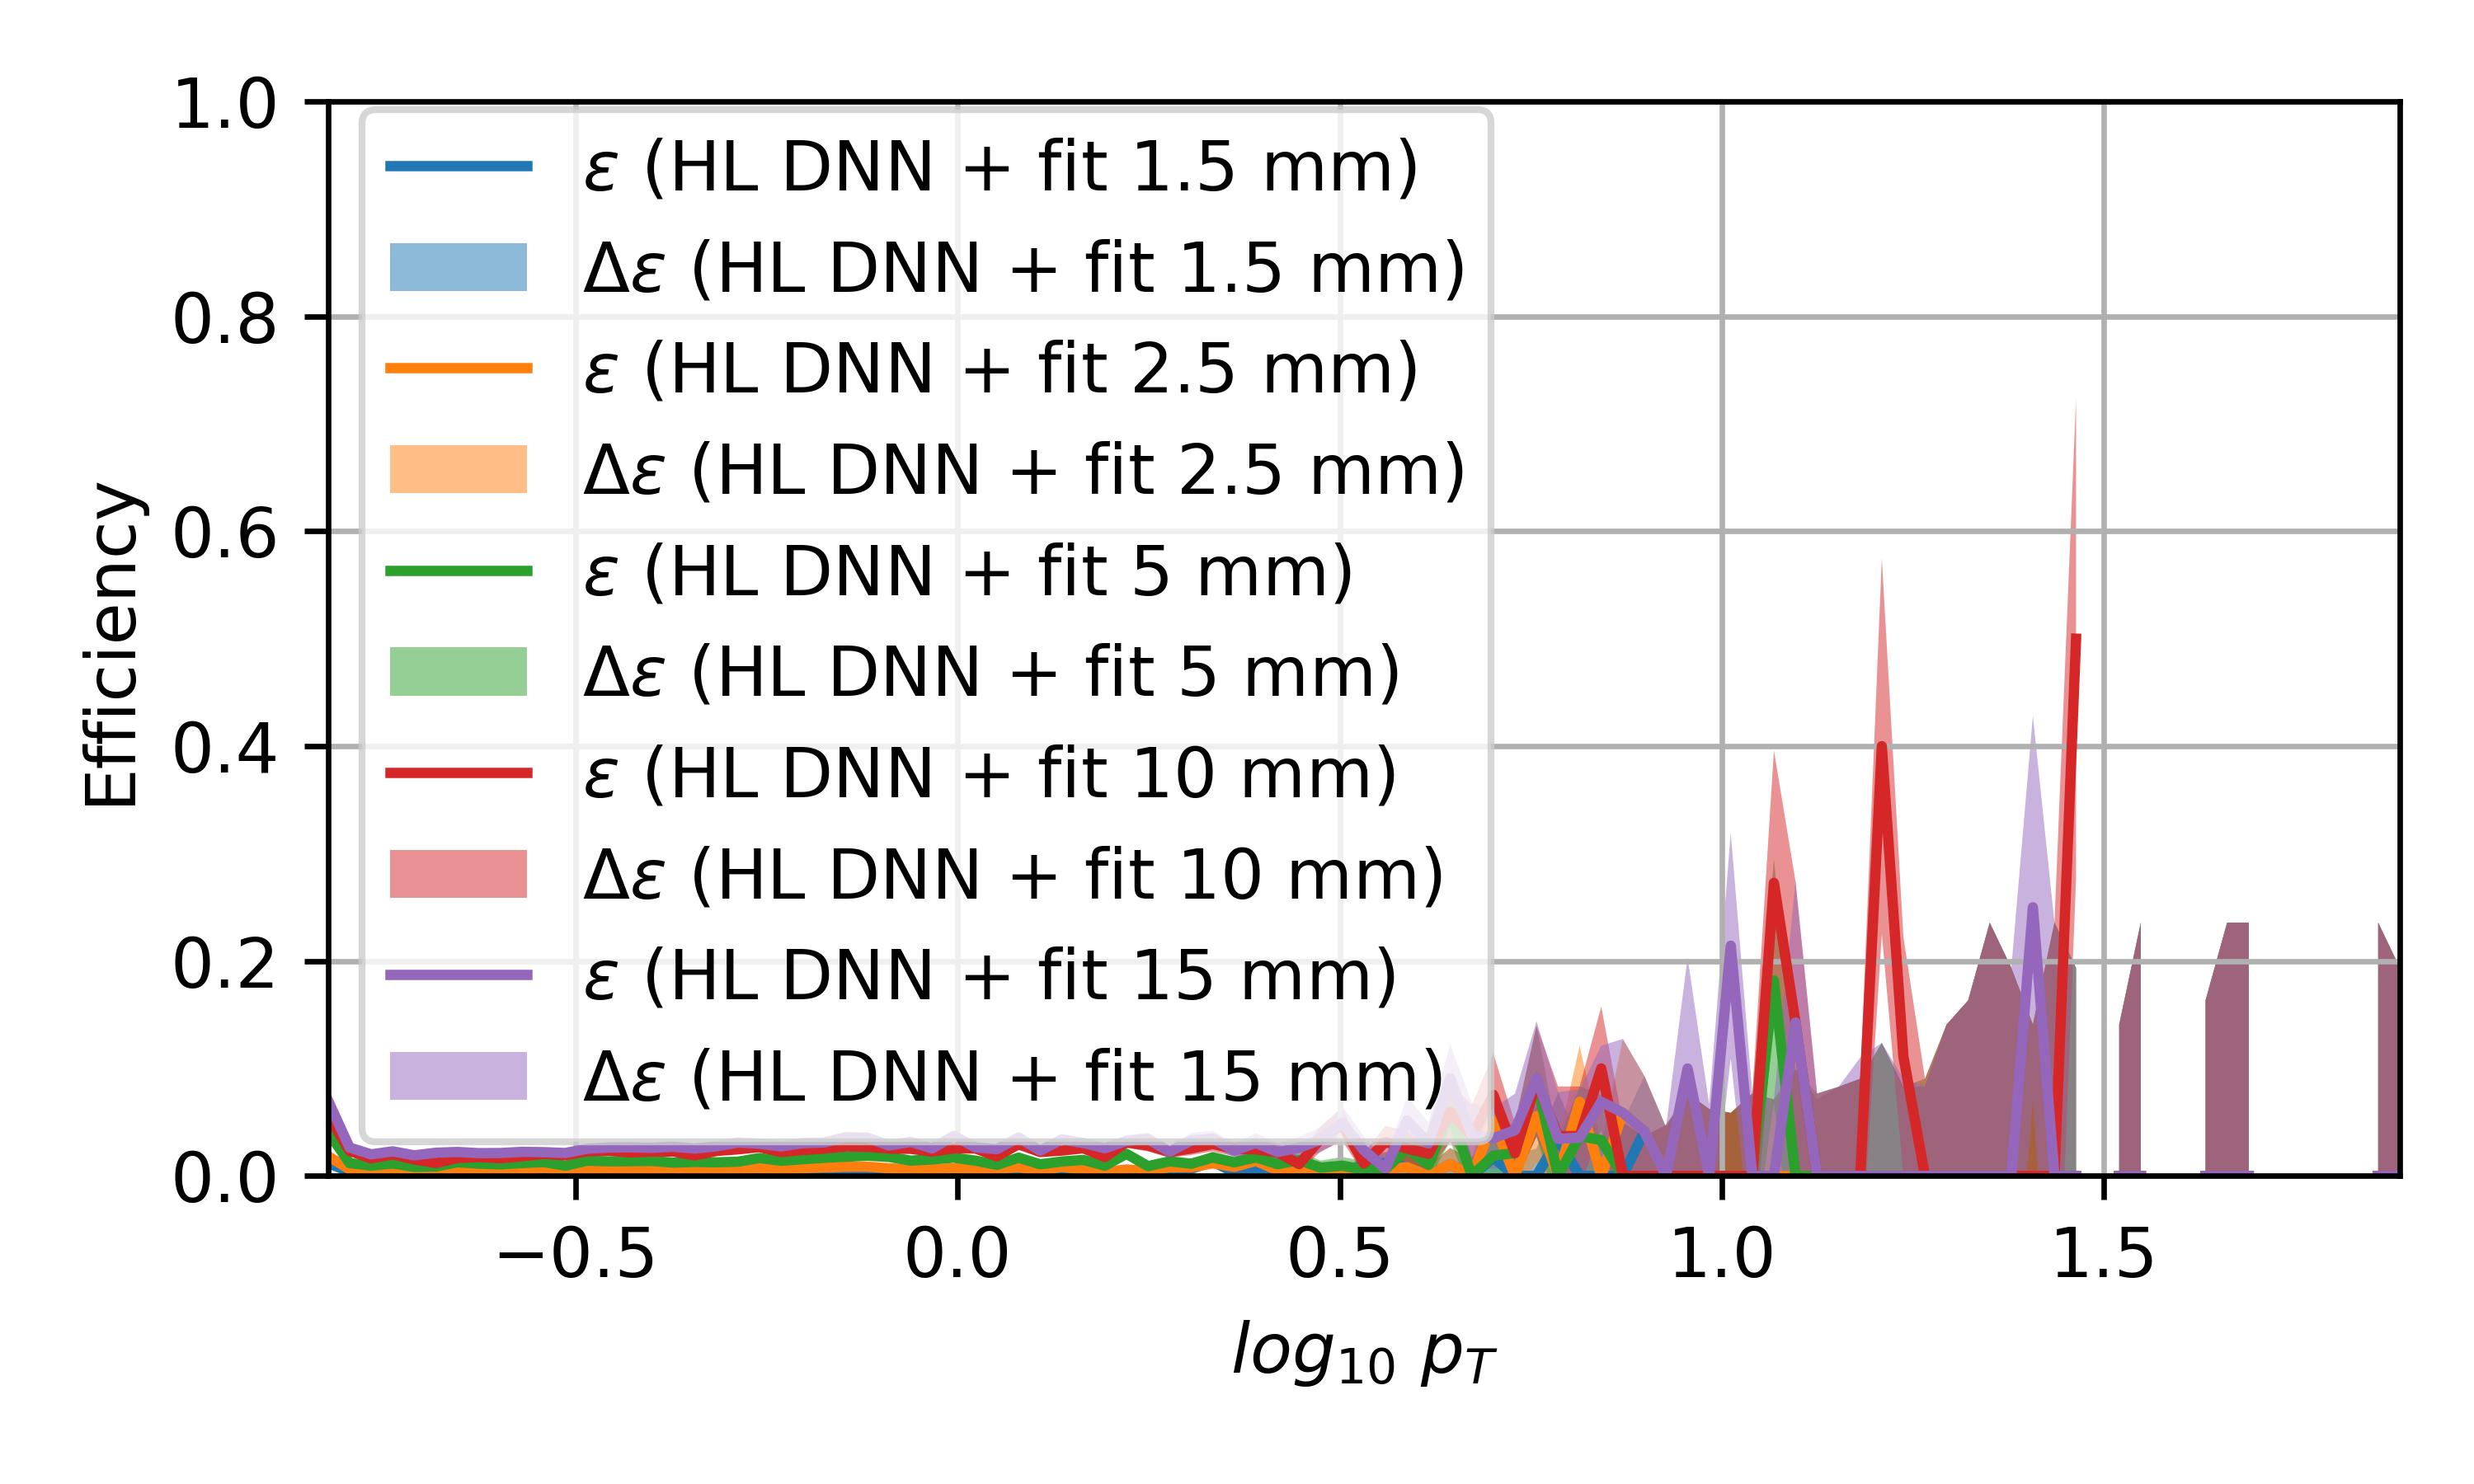 1.0
0.8
0.6
0.4
0.2
0.0
Efficiency
ε (HL DNN + fit 1.5 mm)
Δε (HL DNN + fit 1.5 mm)
ε (HL DNN + fit 2.5 mm)
Δε (HL DNN + fit 2.5 mm)
ε (HL DNN + fit 5 mm)
Δε (HL DNN + fit 5 mm)
ε (HL DNN + fit 10 mm)
Δε (HL DNN + fit 10 mm)
ε (HL DNN + fit 15 mm)
Δε (HL DNN + fit 15 mm)
−0.5 0.0 0.5 1.0 1.5
log₁₀ p_T